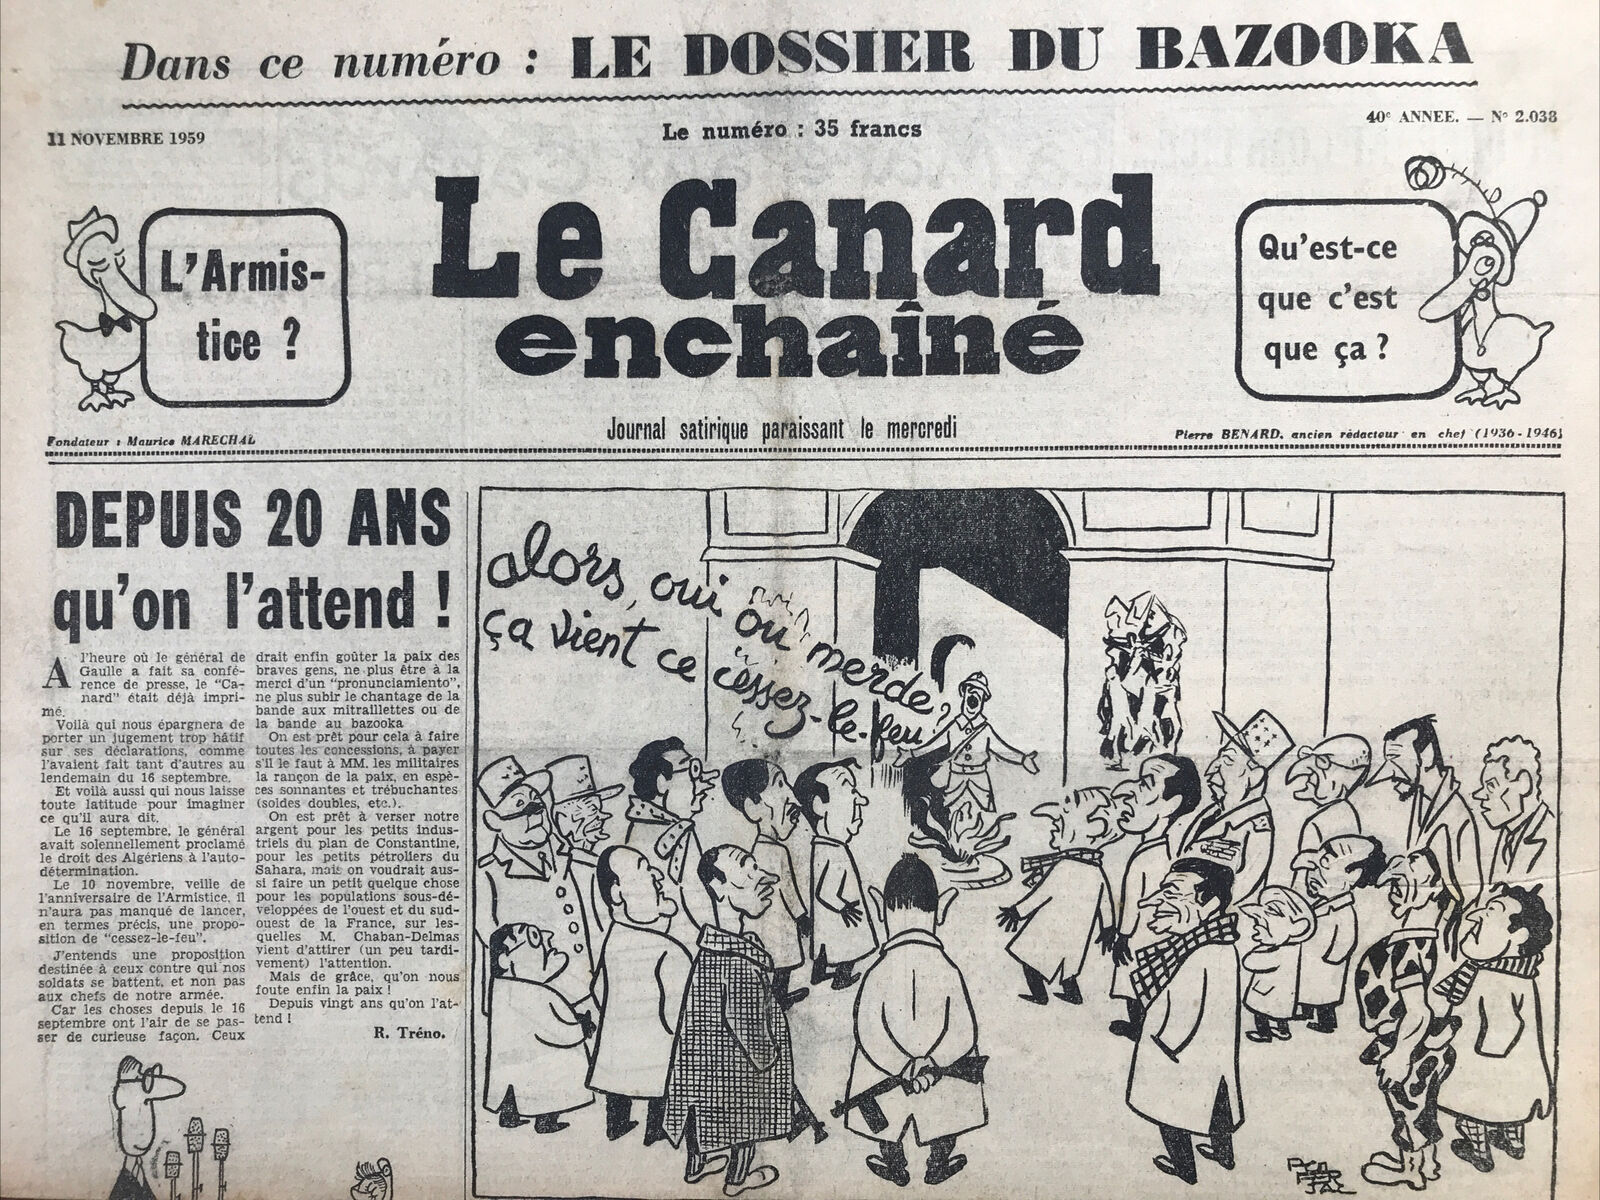 Dans ce numéro : LE DOSSIER DU BAZOOKA
11 NOVEMBRE 1959
Le numéro : 35 francs
40e ANNEE. — N° 2.038
L'Armis-
tice ?
Le Canard
enchaîné
Qu'est-ce
que c'est
que ça ?
Fondateur : Maurice MARECHAL
Journal satirique paraissant le mercredi
Pierre BENARD, ancien rédacteur en chef (1936-1946)
DEPUIS 20 ANS
qu'on l'attend !
A l'heure où le général de
Gaulle a fait sa confé-
rence de presse, le "Ca-
nard" était déjà impri-
mé.
Voilà qui nous épargnera de
porter un jugement trop hâtif
sur ses déclarations, comme
l'avaient fait tant d'autres au
lendemain du 16 septembre.
Et voilà aussi qui nous laisse
toute latitude pour imaginer
ce qu'il aura dit.
Le 16 septembre, le général
avait solennellement proclamé
le droit des Algériens à l'auto-
détermination.
Le 10 novembre, veille de
l'anniversaire de l'Armistice, il
n'aura pas manqué de lancer,
en termes précis, une propo-
sition de "cessez-le-feu".
J'entends une proposition
destinée à ceux contre qui nos
soldats se battent, et non pas
aux chefs de notre armée.
Car les choses depuis le 16
septembre ont l'air de se pas-
ser de curieuse façon. Ceux
drait enfin goûter la paix des
braves gens, ne plus être à la
merci d'un "pronunciamiento",
ne plus subir le chantage de la
bande aux mitraillettes ou de
la bande au bazooka
On est prêt pour cela à faire
toutes les concessions, à payer
s'il le faut à MM. les militaires
la rançon de la paix, en espè-
ces sonnantes et trébuchantes
(soldes doubles, etc.).
On est prêt à verser notre
argent pour les petits indus-
triels du plan de Constantine,
pour les petits pétroliers du
Sahara, mais on voudrait aus-
si faire un petit quelque chose
pour les populations sous-dé-
veloppées de l'ouest et du sud-
ouest de la France, sur les-
quelles M. Chaban-Delmas
vient d'attirer (un peu tardi-
vement) l'attention.
Mais de grâce, qu'on nous
foute enfin la paix !
Depuis vingt ans qu'on l'at-
tend !
R. Tréno.
alors, oui ou merde
ça vient ce cessez-le-feu ?